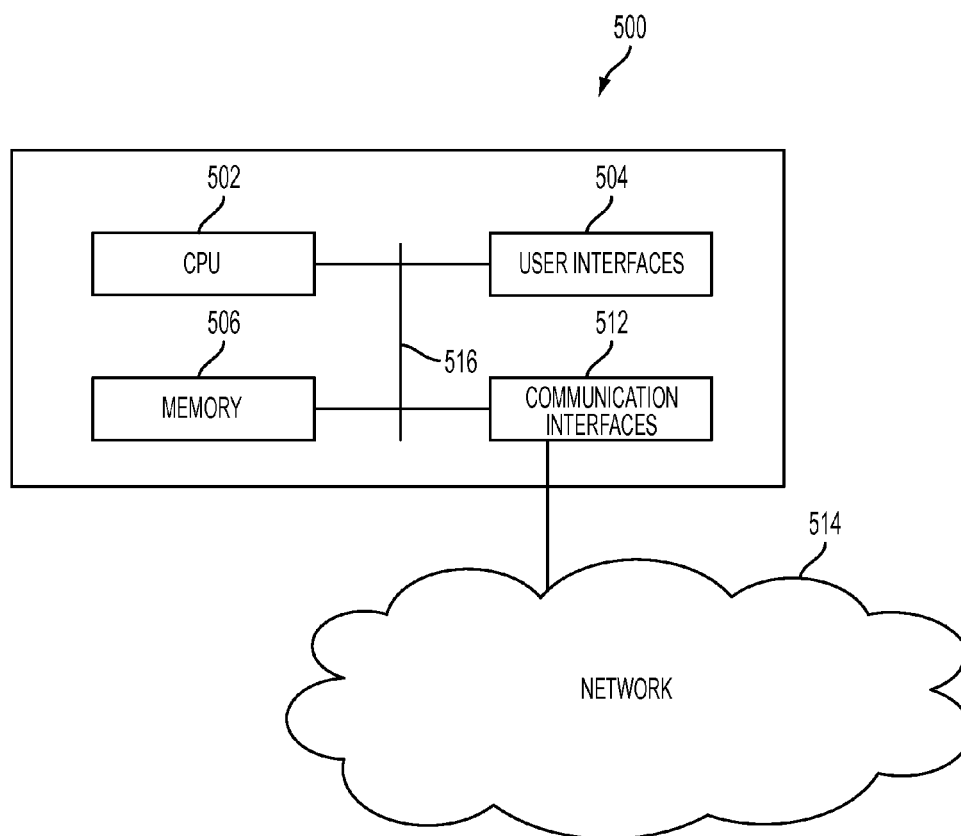 500
502
504
CPU
USER INTERFACES
506
512
516
MEMORY
COMMUNICATION
INTERFACES
514
NETWORK